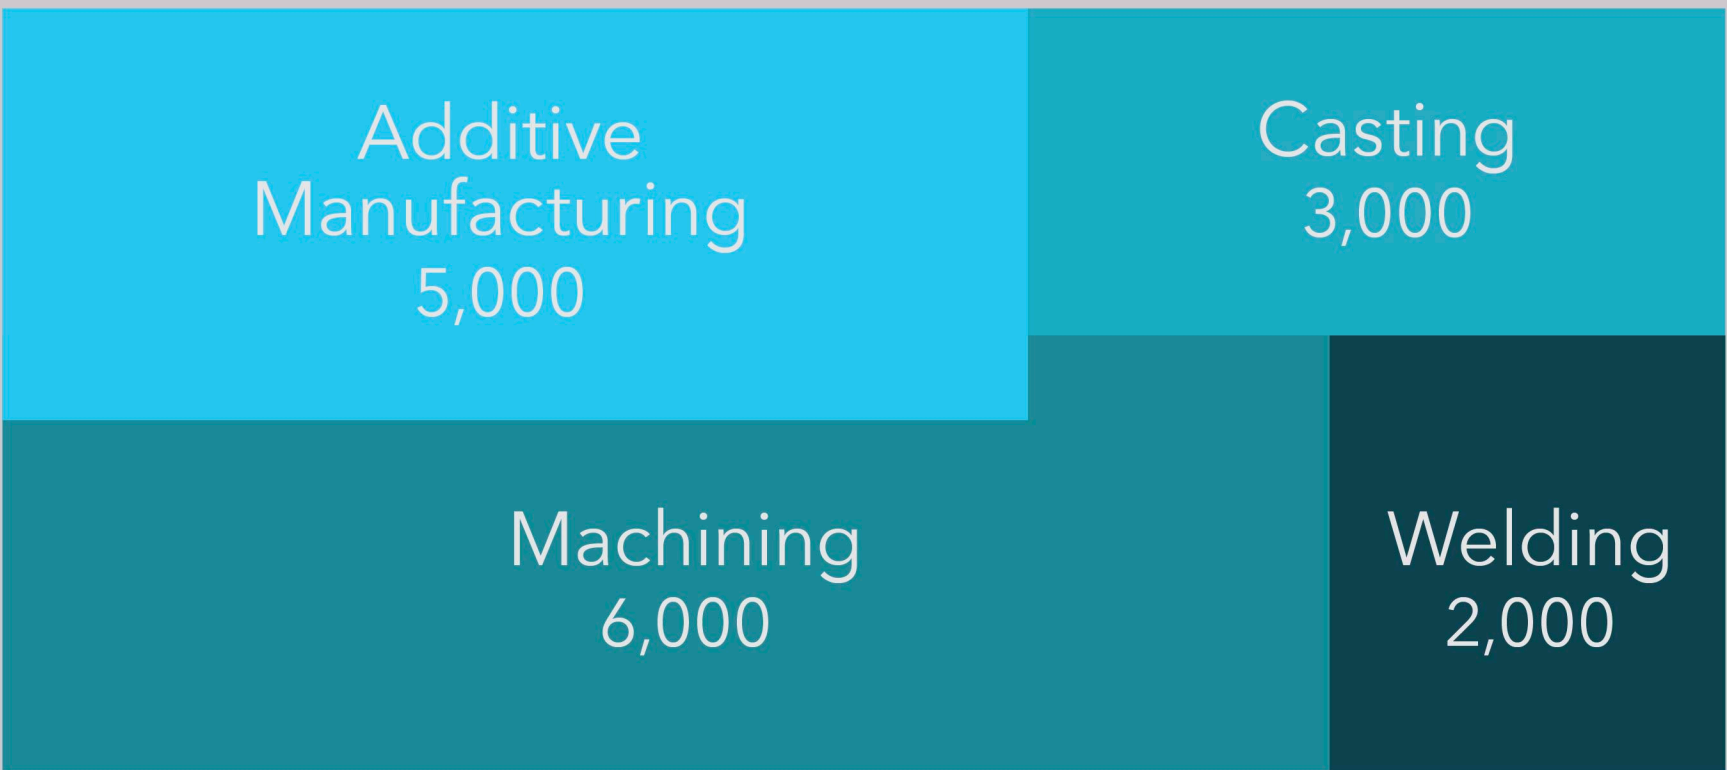 Additive
Manufacturing
5,000
Casting
3,000
Machining
6,000
Welding
2,000